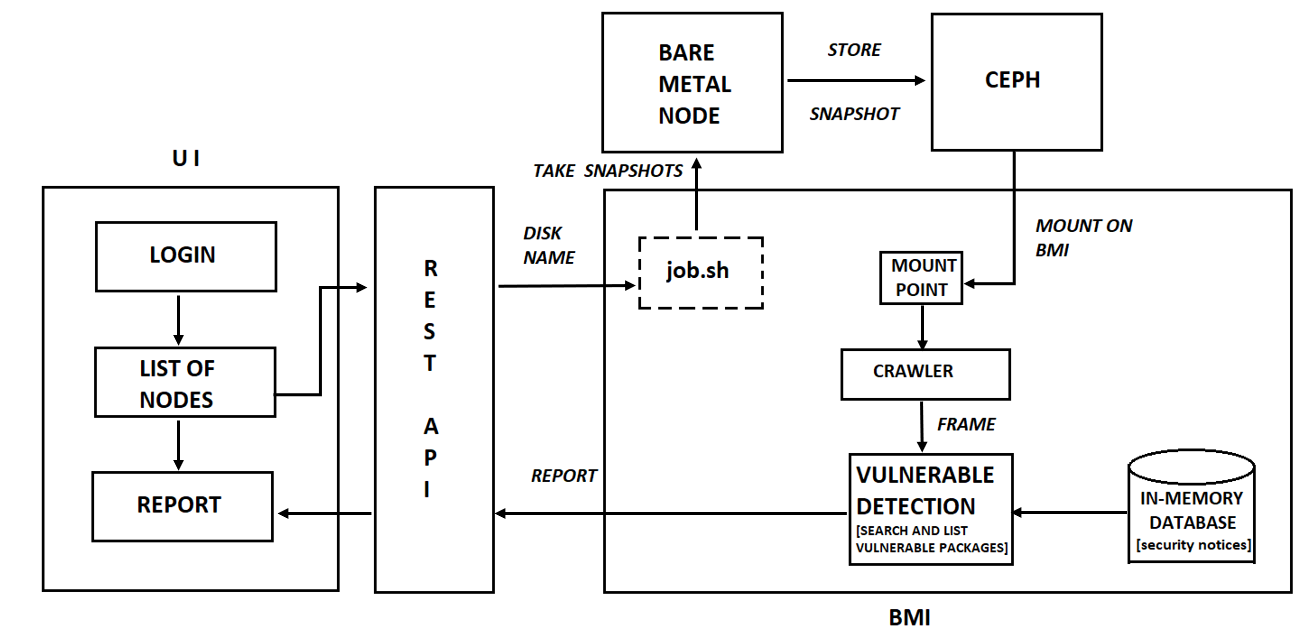 BARE
METAL
NODE
STORE
SNAPSHOT
CEPH
U I
TAKE SNAPSHOTS
LOGIN
LIST OF
NODES
REPORT
R
E
S
T
A
P
I
DISK
NAME
job.sh
MOUNT ON
BMI
MOUNT
POINT
CRAWLER
FRAME
REPORT
VULNERABLE
DETECTION
[SEARCH AND LIST
VULNERABLE PACKAGES]
IN-MEMORY
DATABASE
[security notices]
BMI